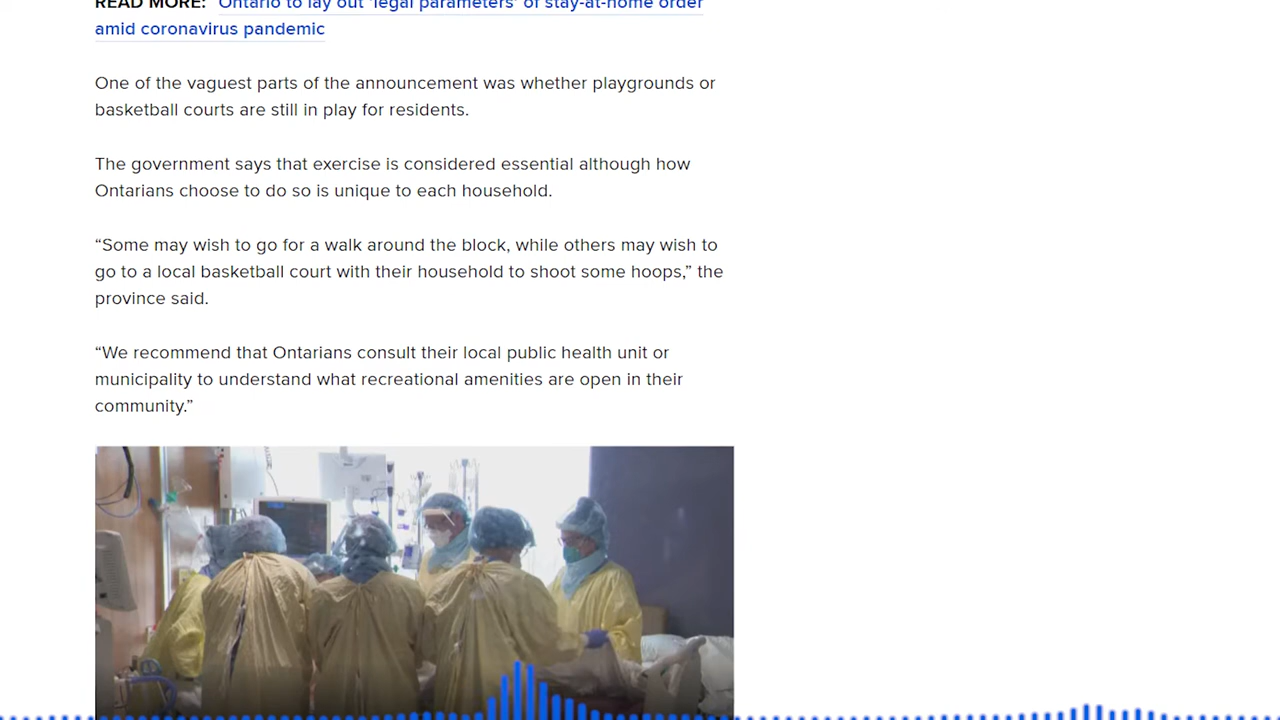 READ MORE: Ontario to lay out 'legal parameters' of stay-at-home order
amid coronavirus pandemic
One of the vaguest parts of the announcement was whether playgrounds or
basketball courts are still in play for residents.
The government says that exercise is considered essential although how
Ontarians choose to do so is unique to each household.
“Some may wish to go for a walk around the block, while others may wish to
go to a local basketball court with their household to shoot some hoops,” the
province said.
“We recommend that Ontarians consult their local public health unit or
municipality to understand what recreational amenities are open in their
community.”